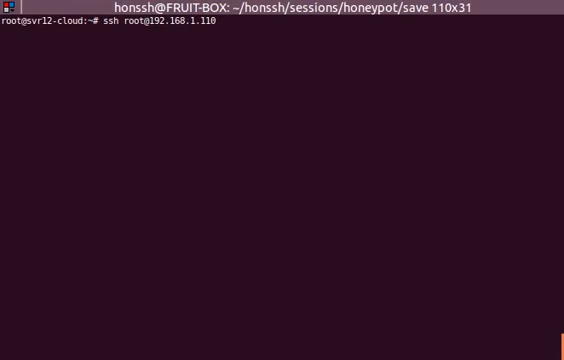 honssh@FRUIT-BOX: ~/honssh/sessions/honeypot/save 110x31
root@svr12-cloud:~# ssh root@192.168.1.110